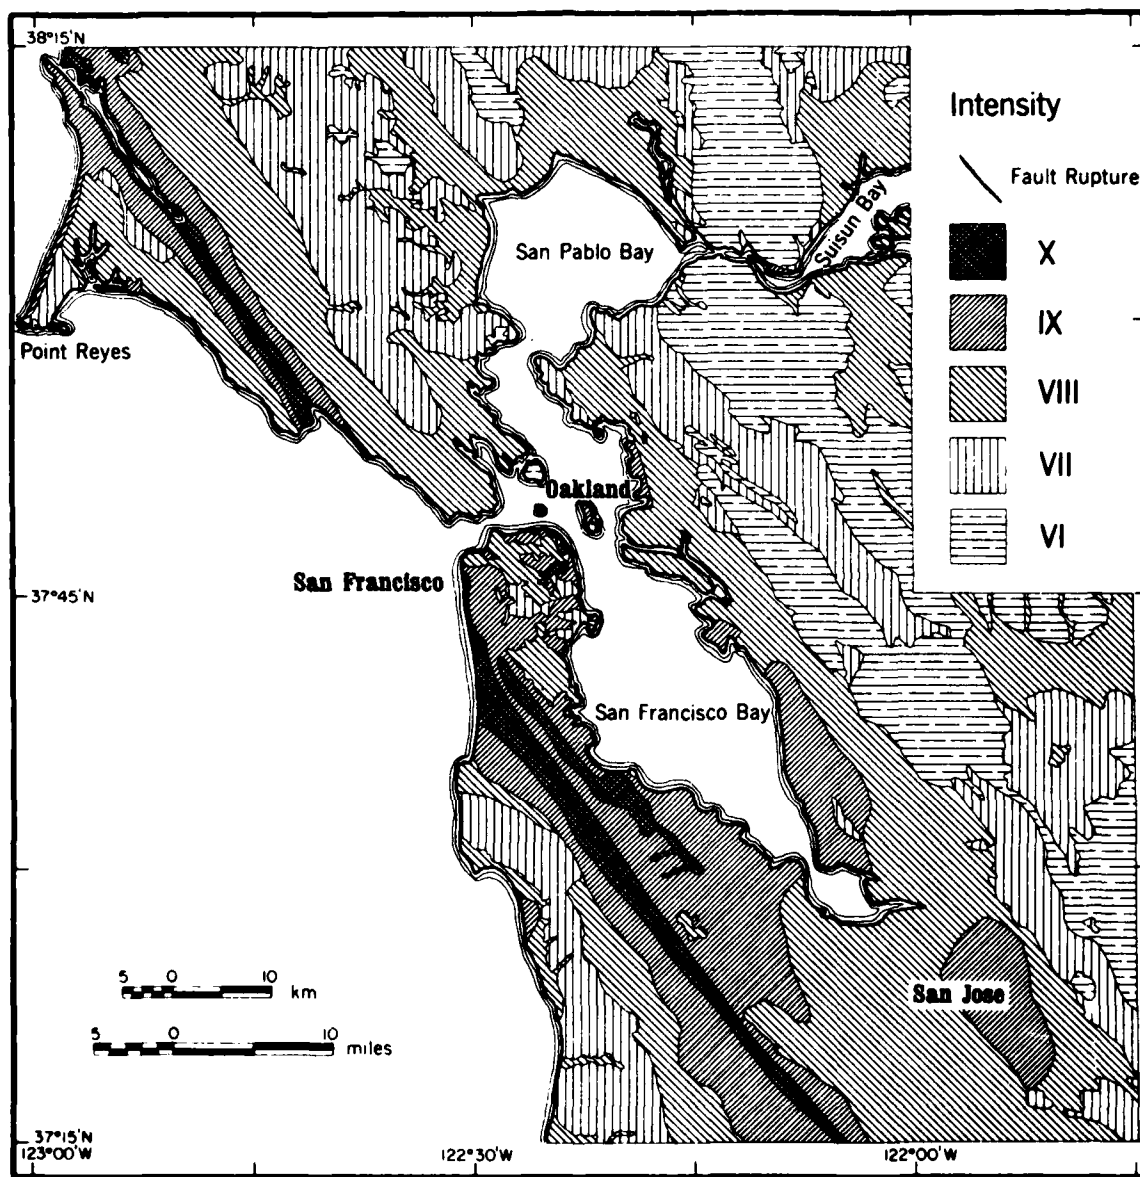 38°15'N
Intensity
Fault Rupture
X
IX
VIII
VII
VI
San Pablo Bay
Suisun Bay
Point Reyes
Oakland
San Francisco
37°45'N
San Francisco Bay
San Jose
5 0 10
km
5 0 10
miles
37°15'N
123°00'W
122°30'W
122°00'W